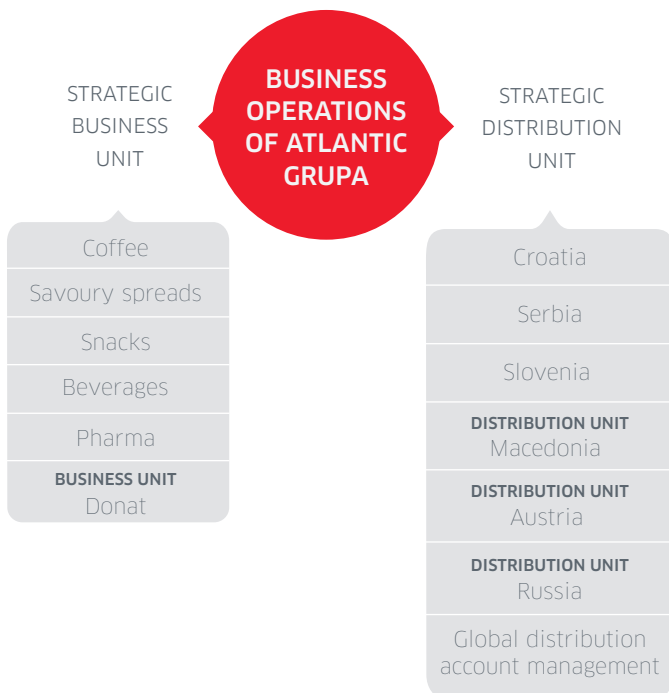 BUSINESS
OPERATIONS
OF ATLANTIC
GRUPA
STRATEGIC
BUSINESS
UNIT
Coffee
Savoury spreads
Snacks
Beverages
Pharma
BUSINESS UNIT
Donat
STRATEGIC
DISTRIBUTION
UNIT
Croatia
Serbia
Slovenia
DISTRIBUTION UNIT
Macedonia
DISTRIBUTION UNIT
Austria
DISTRIBUTION UNIT
Russia
Global distribution
account management